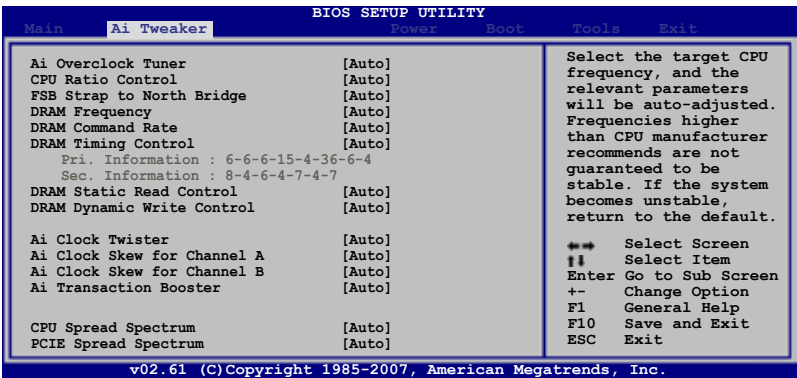 BIOS SETUP UTILITY
Main Ai Tweaker Power Boot Tools Exit
Ai Overclock Tuner [Auto]
CPU Ratio Control [Auto]
FSB Strap to North Bridge [Auto]
DRAM Frequency [Auto]
DRAM Command Rate [Auto]
DRAM Timing Control [Auto]
Pri. Information : 6-6-6-15-4-36-6-4
Sec. Information : 8-4-6-4-7-4-7
DRAM Static Read Control [Auto]
DRAM Dynamic Write Control [Auto]
Ai Clock Twister [Auto]
Ai Clock Skew for Channel A [Auto]
Ai Clock Skew for Channel B [Auto]
Ai Transaction Booster [Auto]
CPU Spread Spectrum [Auto]
PCIE Spread Spectrum [Auto]
Select the target CPU
frequency, and the
relevant parameters
will be auto-adjusted.
Frequencies higher
than CPU manufacturer
recommends are not
guaranteed to be
stable. If the system
becomes unstable,
return to the default.
←→ Select Screen
↑↓ Select Item
Enter Go to Sub Screen
+- Change Option
F1 General Help
F10 Save and Exit
ESC Exit
v02.61 (C)Copyright 1985-2007, American Megatrends, Inc.